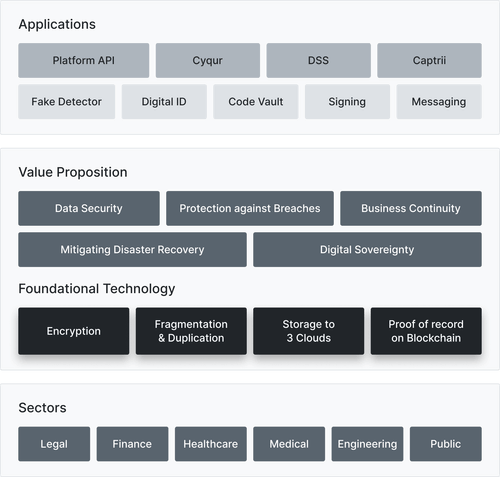 Applications
Platform API
Cyqur
DSS
Captrii
Fake Detector
Digital ID
Code Vault
Signing
Messaging
Value Proposition
Data Security
Protection against Breaches
Business Continuity
Mitigating Disaster Recovery
Digital Sovereignty
Foundational Technology
Encryption
Fragmentation
& Duplication
Storage to
3 Clouds
Proof of record
on Blockchain
Sectors
Legal
Finance
Healthcare
Medical
Engineering
Public